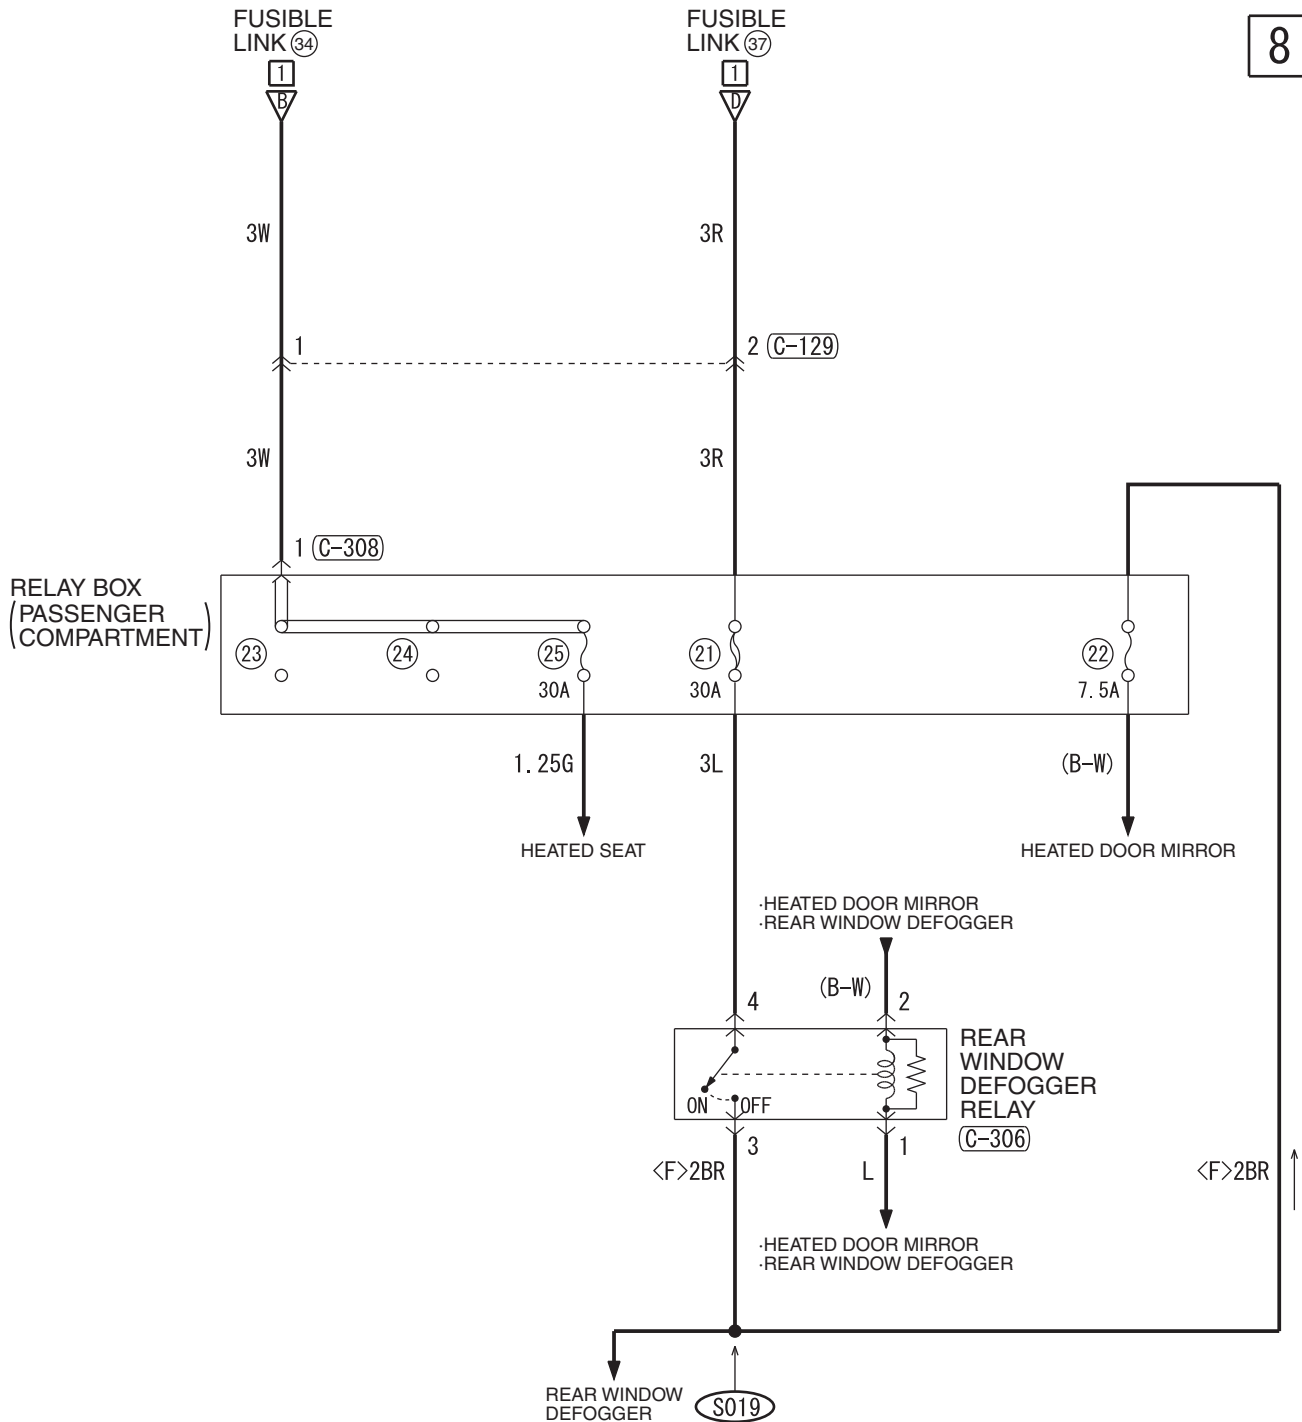 FUSIBLE
LINK 34
FUSIBLE
LINK 37
8
1
1
B
D
3W
3R
1
2 C-129
3W
3R
1 C-308
RELAY BOX
(PASSENGER
COMPARTMENT)
23
24
25
21
22
30A
30A
7.5A
1.25G
3L
(B-W)
HEATED SEAT
HEATED DOOR MIRROR
·HEATED DOOR MIRROR
·REAR WINDOW DEFOGGER
(B-W)
4
2
REAR
WINDOW
DEFOGGER
RELAY
C-306
ON
OFF
3
1
<F>2BR
L
<F>2BR
·HEATED DOOR MIRROR
·REAR WINDOW DEFOGGER
REAR WINDOW
DEFOGGER
S019